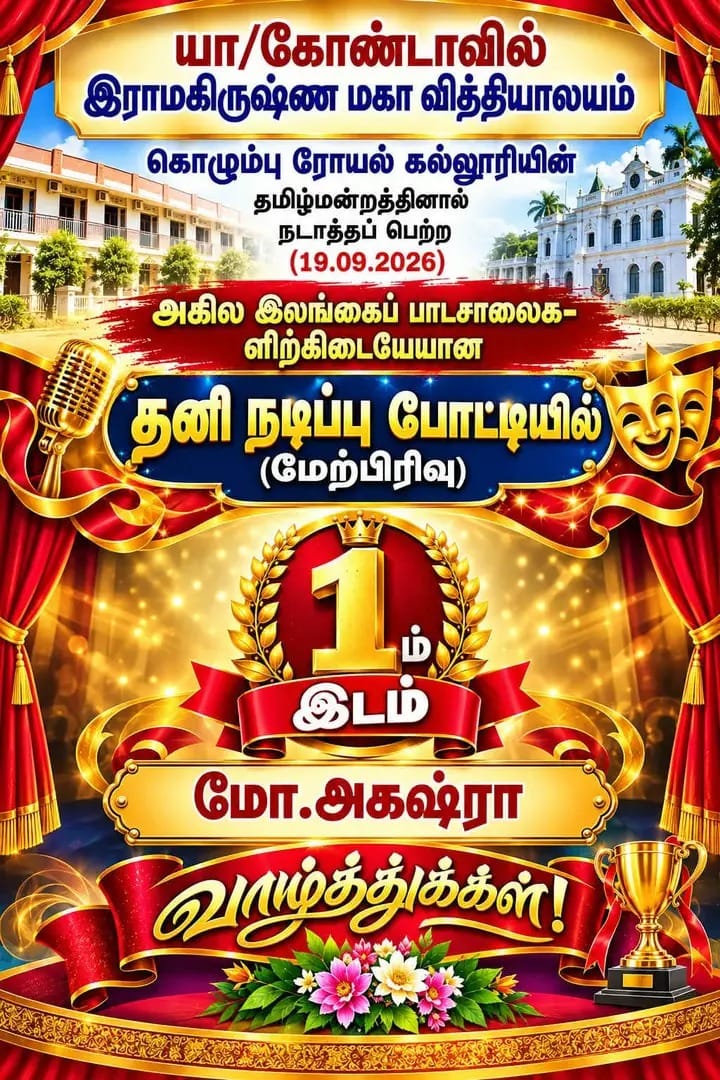 யா/கோண்டாவில்
இராமகிருஷ்ண மகா வித்தியாலயம்
கொழும்பு ரோயல் கல்லூரியின்
தமிழ்மன்றத்தினால்
நடாத்தப் பெற்ற
(19.09.2026)
அகில இலங்கைப் பாடசாலைக-
ளிற்கிடையேயான
தனி நடிப்பு போட்டியில்
(மேற்பிரிவு)
1ம்
இடம்
மோ.அகஷ்ரா
வாழ்த்துக்கள்!